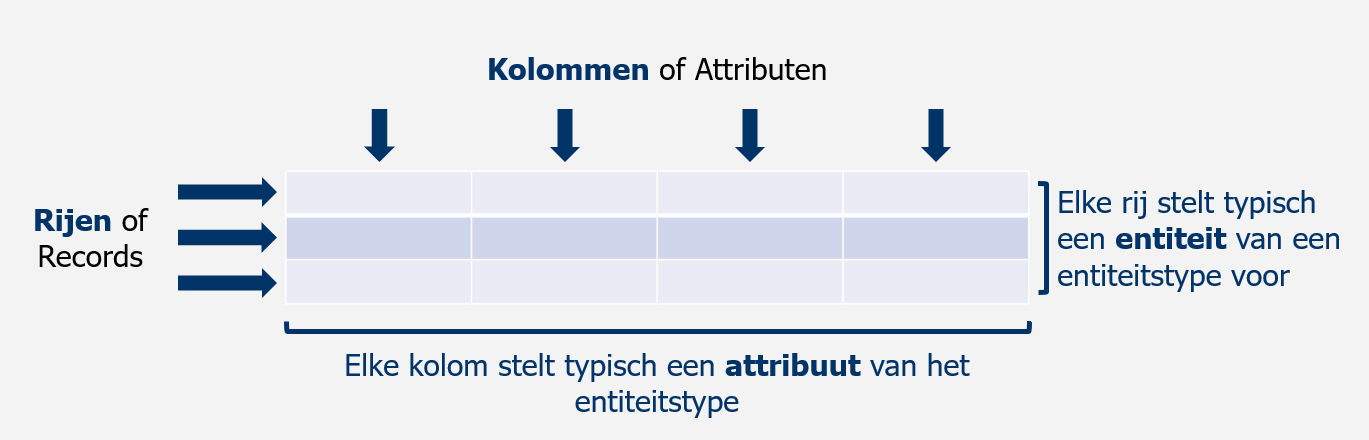 Kolommen of Attributen
Rijen of
Records
Elke rij stelt typisch
een entiteit van een
entiteitstype voor
Elke kolom stelt typisch een attribuut van het
entiteitstype